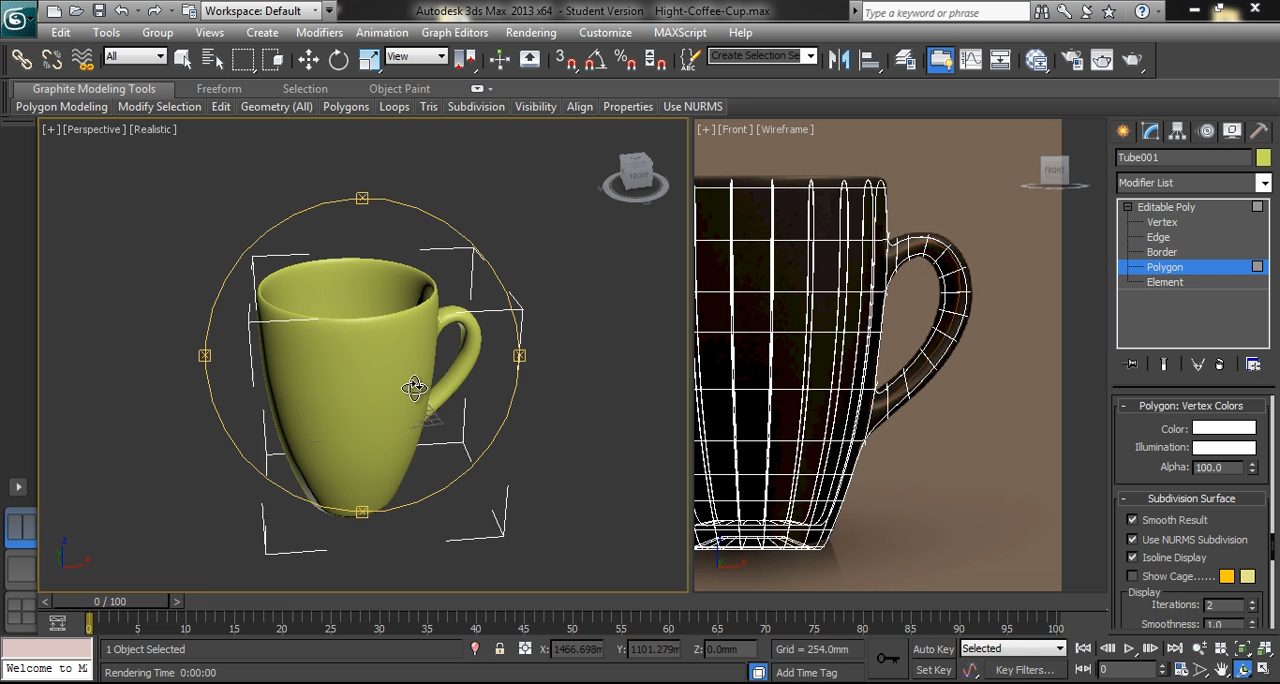 Workspace: Default
Autodesk 3ds Max 2013 x64 - Student Version Hight-Coffee-Cup.max
Type a keyword or phrase
Edit Tools Group Views Create Modifiers Animation Graph Editors Rendering Customize MAXScript Help
All View Create Selection Se
Graphite Modeling Tools Freeform Selection Object Paint
Polygon Modeling Modify Selection Edit Geometry (All) Polygons Loops Tris Subdivision Visibility Align Properties Use NURMS
[+] [Perspective] [Realistic]
[+] [Front] [Wireframe]
FRONT
FRONT
Tube001
Modifier List
Editable Poly
Vertex
Edge
Border
Polygon
Element
Polygon: Vertex Colors
Color:
Illumination:
Alpha: 100.0
Subdivision Surface
Smooth Result
Use NURMS Subdivision
Isoline Display
Show Cage......
Display
Iterations: 2
Smoothness: 1.0
z x
z x
< 0 / 100 >
0 5 10 15 20 25 30 35 40 45 50 55 60 65 70 75 80 85 90 95 100
1 Object Selected X: 1466.698m Y: 1101.279m Z: 0.0mm Grid = 254.0mm Auto Key Selected
Welcome to M Rendering Time 0:00:00 Add Time Tag Set Key Key Filters... 0